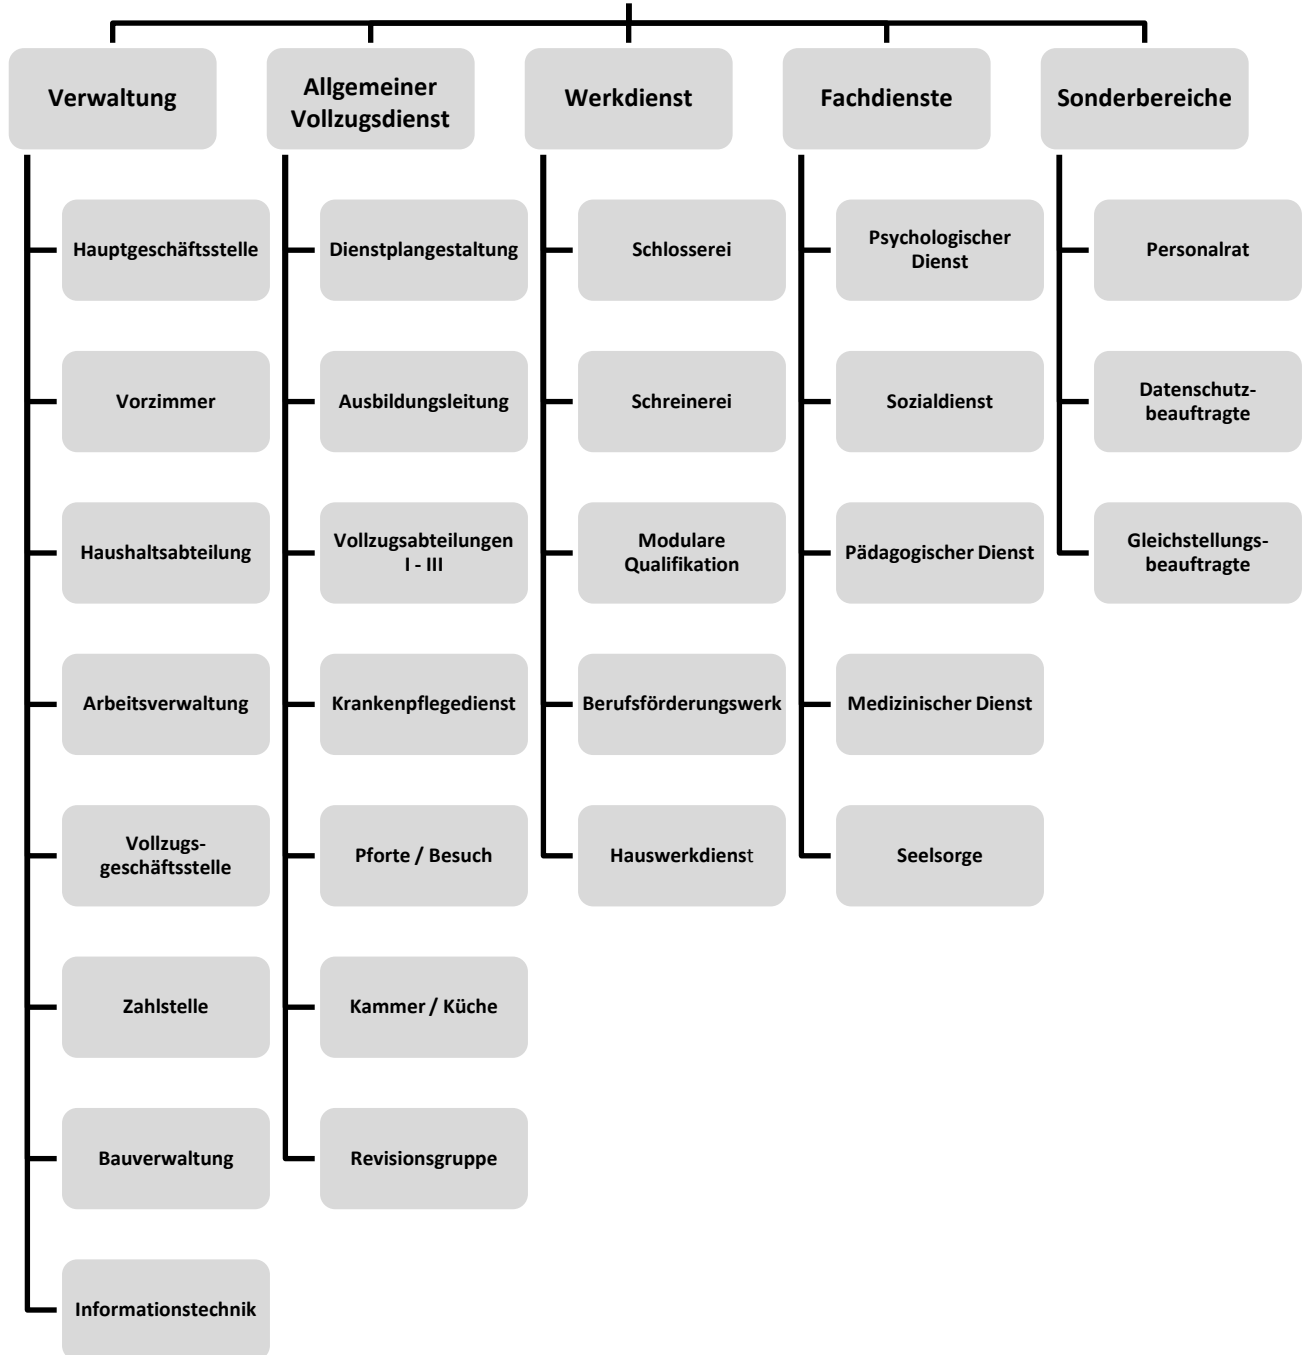 Verwaltung
Hauptgeschäftsstelle
Vorzimmer
Haushaltsabteilung
Arbeitsverwaltung
Vollzugs-
geschäftsstelle
Zahlstelle
Bauverwaltung
Informationstechnik
Allgemeiner
Vollzugsdienst
Dienstplangestaltung
Ausbildungsleitung
Vollzugsabteilungen
I - III
Krankenpflegedienst
Pforte / Besuch
Kammer / Küche
Revisionsgruppe
Werkdienst
Schlosserei
Schreinerei
Modulare
Qualifikation
Berufsförderungswerk
Hauswerkdienst
Fachdienste
Psychologischer
Dienst
Sozialdienst
Pädagogischer Dienst
Medizinischer Dienst
Seelsorge
Sonderbereiche
Personalrat
Datenschutz-
beauftragte
Gleichstellungs-
beauftragte